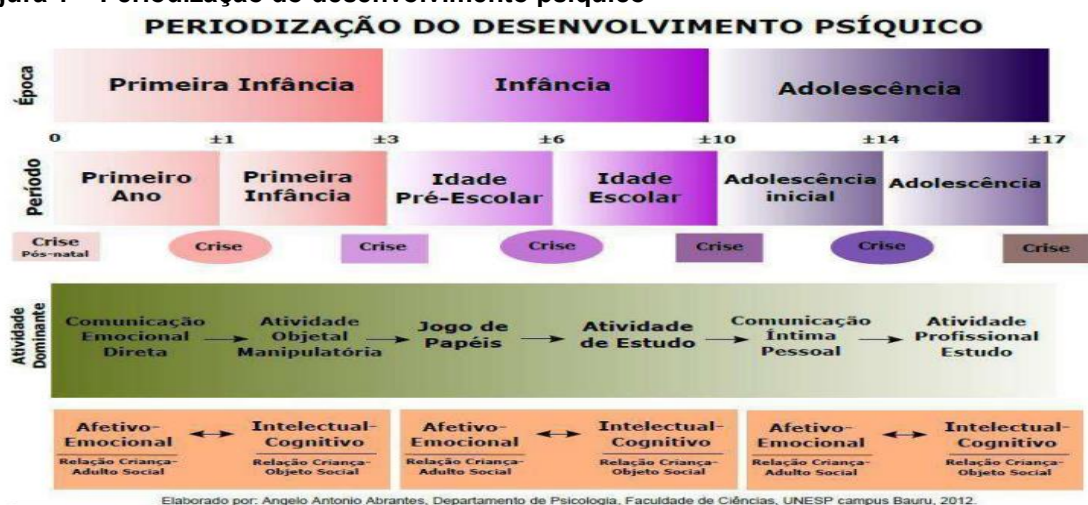 PERIODIZAÇÃO DO DESENVOLVIMENTO PSÍQUICO
Época
Primeira Infância
Infância
Adolescência
0 ±1 ±3 ±6 ±10 ±14 ±17
Período
Primeiro
Ano
Primeira
Infância
Idade
Pré-Escolar
Idade
Escolar
Adolescência
inicial
Adolescência
Crise
Pós-natal
Crise
Crise
Crise
Crise
Crise
Crise
Atividade
Dominante
Comunicação
Emocional
Direta
Atividade
Objetal
Manipulatória
Jogo de
Papéis
Atividade
de Estudo
Comunicação
Íntima
Pessoal
Atividade
Profissional
Estudo
Afetivo-
Emocional
Relação Criança-
Adulto Social
Intelectual-
Cognitivo
Relação Criança-
Objeto Social
Afetivo-
Emocional
Relação Criança-
Adulto Social
Intelectual-
Cognitivo
Relação Criança-
Objeto Social
Afetivo-
Emocional
Relação Criança-
Adulto Social
Intelectual-
Cognitivo
Relação Criança-
Objeto Social
Elaborado por: Angelo Antonio Abrantes, Departamento de Psicologia, Faculdade de Ciências, UNESP campus Bauru, 2012.